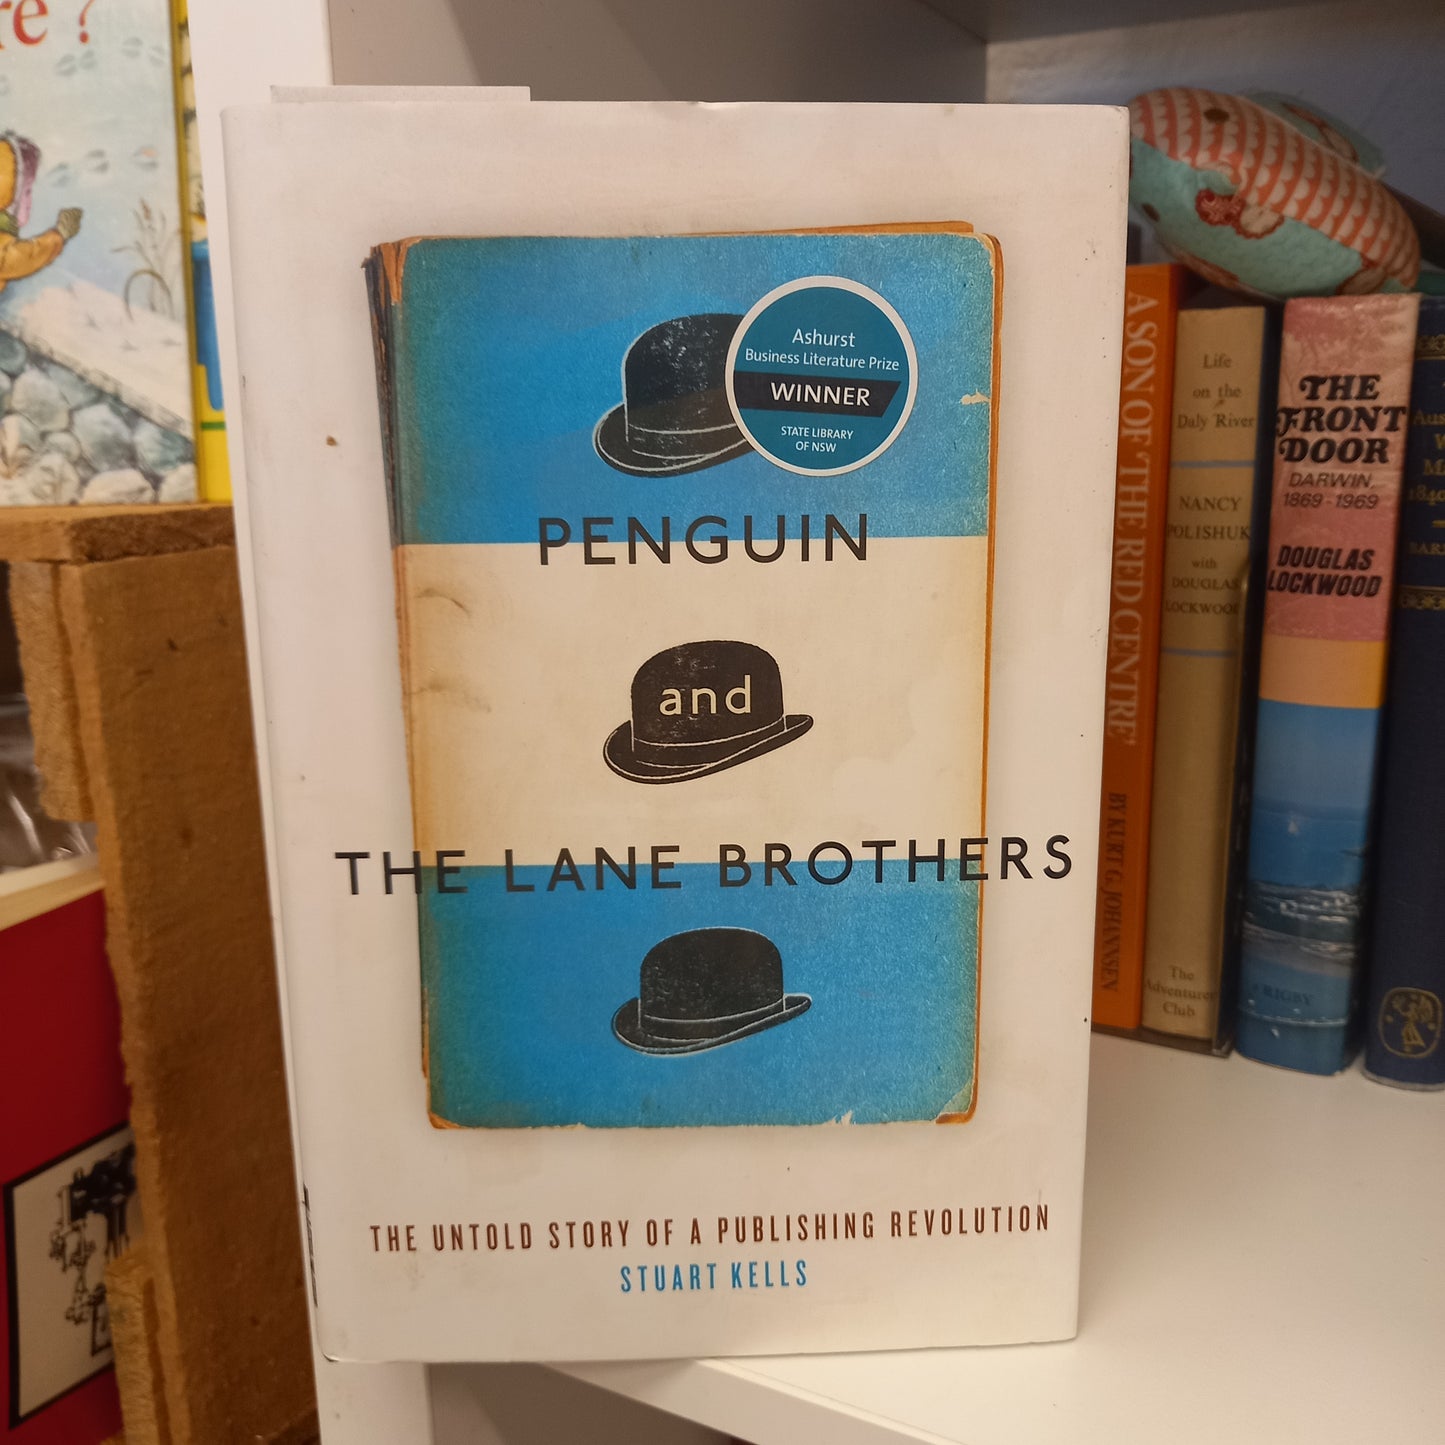 re?
Ashurst
Business Literature Prize
WINNER
STATE LIBRARY
OF NSW
PENGUIN
and
THE LANE BROTHERS
THE UNTOLD STORY OF A PUBLISHING REVOLUTION
STUART KELLS
A SON OF 'THE RED CENTRE'
BY KURT G. JOHANNSEN
Life
on the
Daly River
NANCY
POLISHUK
with
DOUGLAS
LOCKWOOD
The
Adventurers
Club
THE
FRONT
DOOR
DARWIN,
1869-1969
DOUGLAS
LOCKWOOD
RIGBY